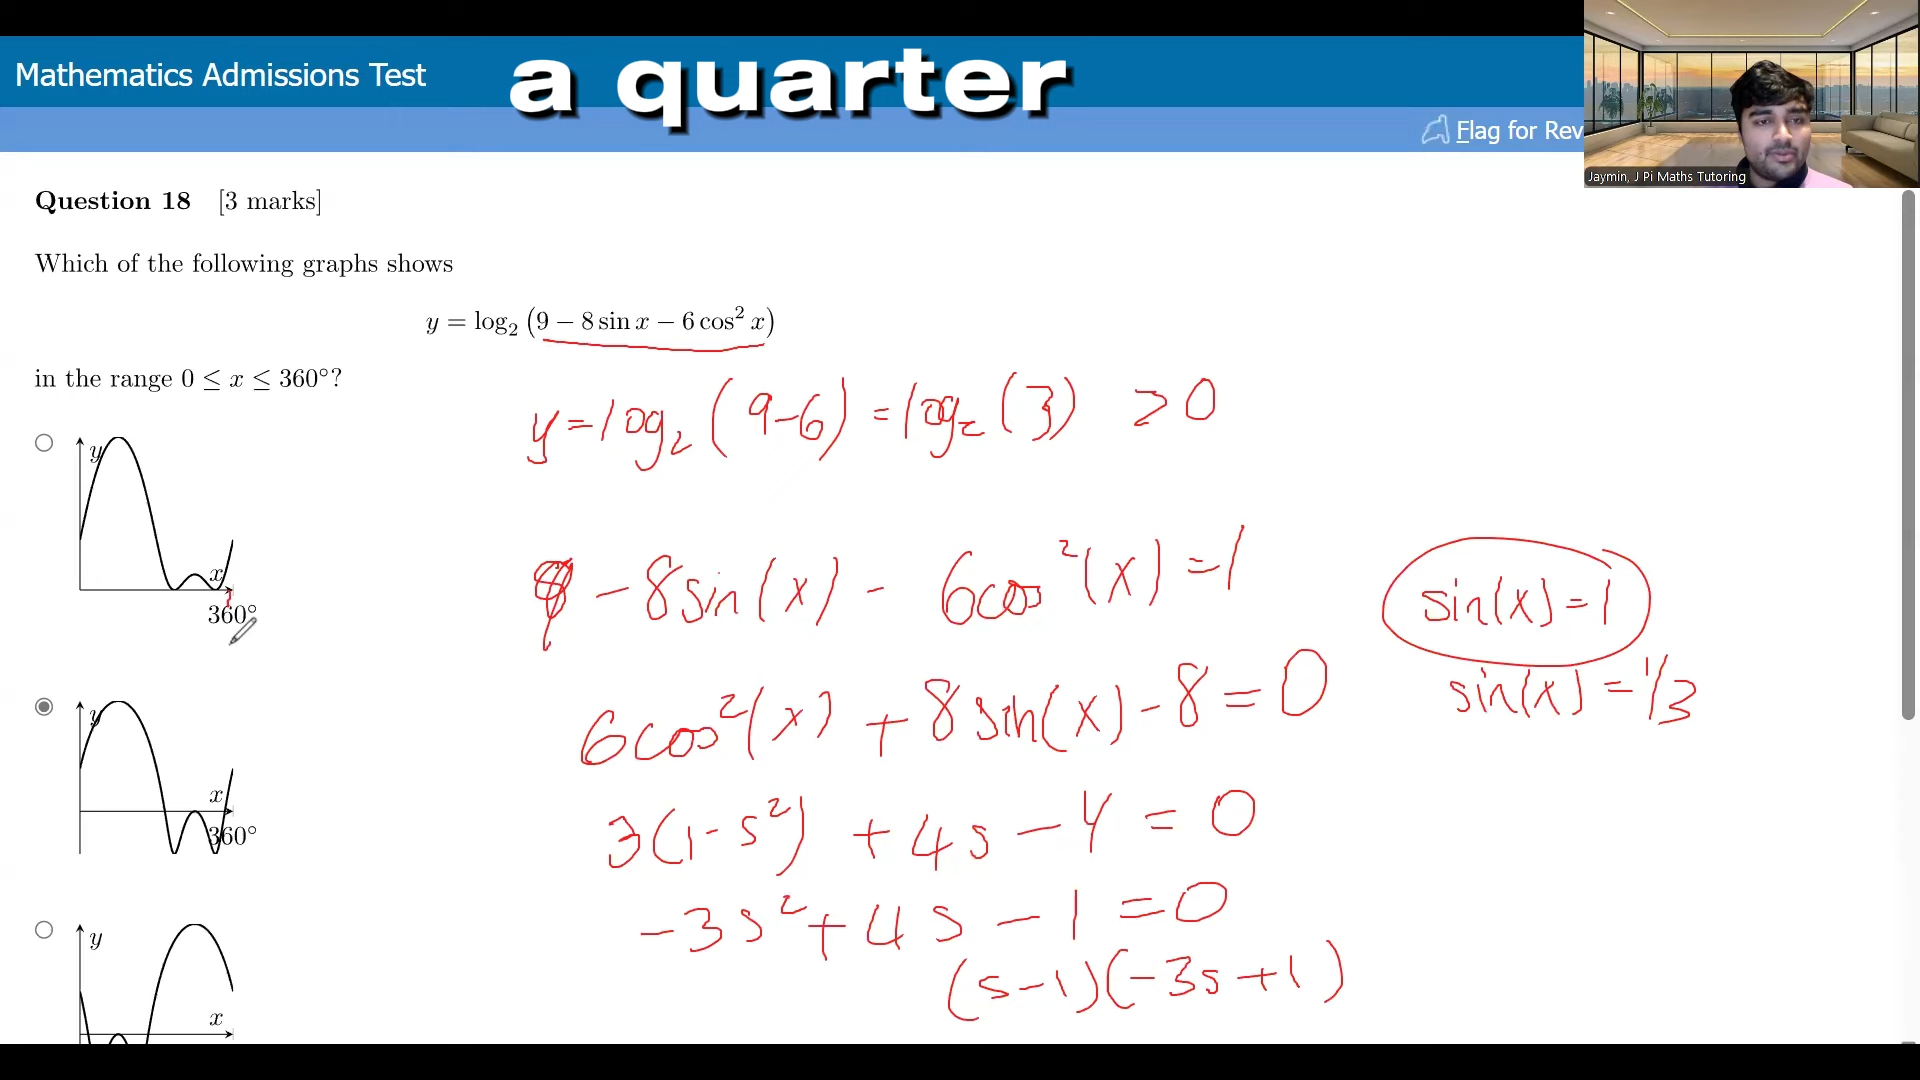 Mathematics Admissions Test
a quarter
Flag for Rev
Jaymin, J Pi Maths Tutoring
Question 18 [3 marks]
Which of the following graphs shows
y = log₂ (9 − 8 sin x − 6 cos² x)
in the range 0 ≤ x ≤ 360°?
y = log₂ (9-6) = log₂ (3) > 0
y
x
360°
- 8sin(x) - 6cos²(x) = 1
6cos²(x) + 8sin(x) - 8 = 0
3(1-s²) + 4s - 4 = 0
-3s² + 4s - 1 = 0
(s-1)(-3s+1)
sin(x) = 1
sin(x) = 1/3
y
x
360°
y
x